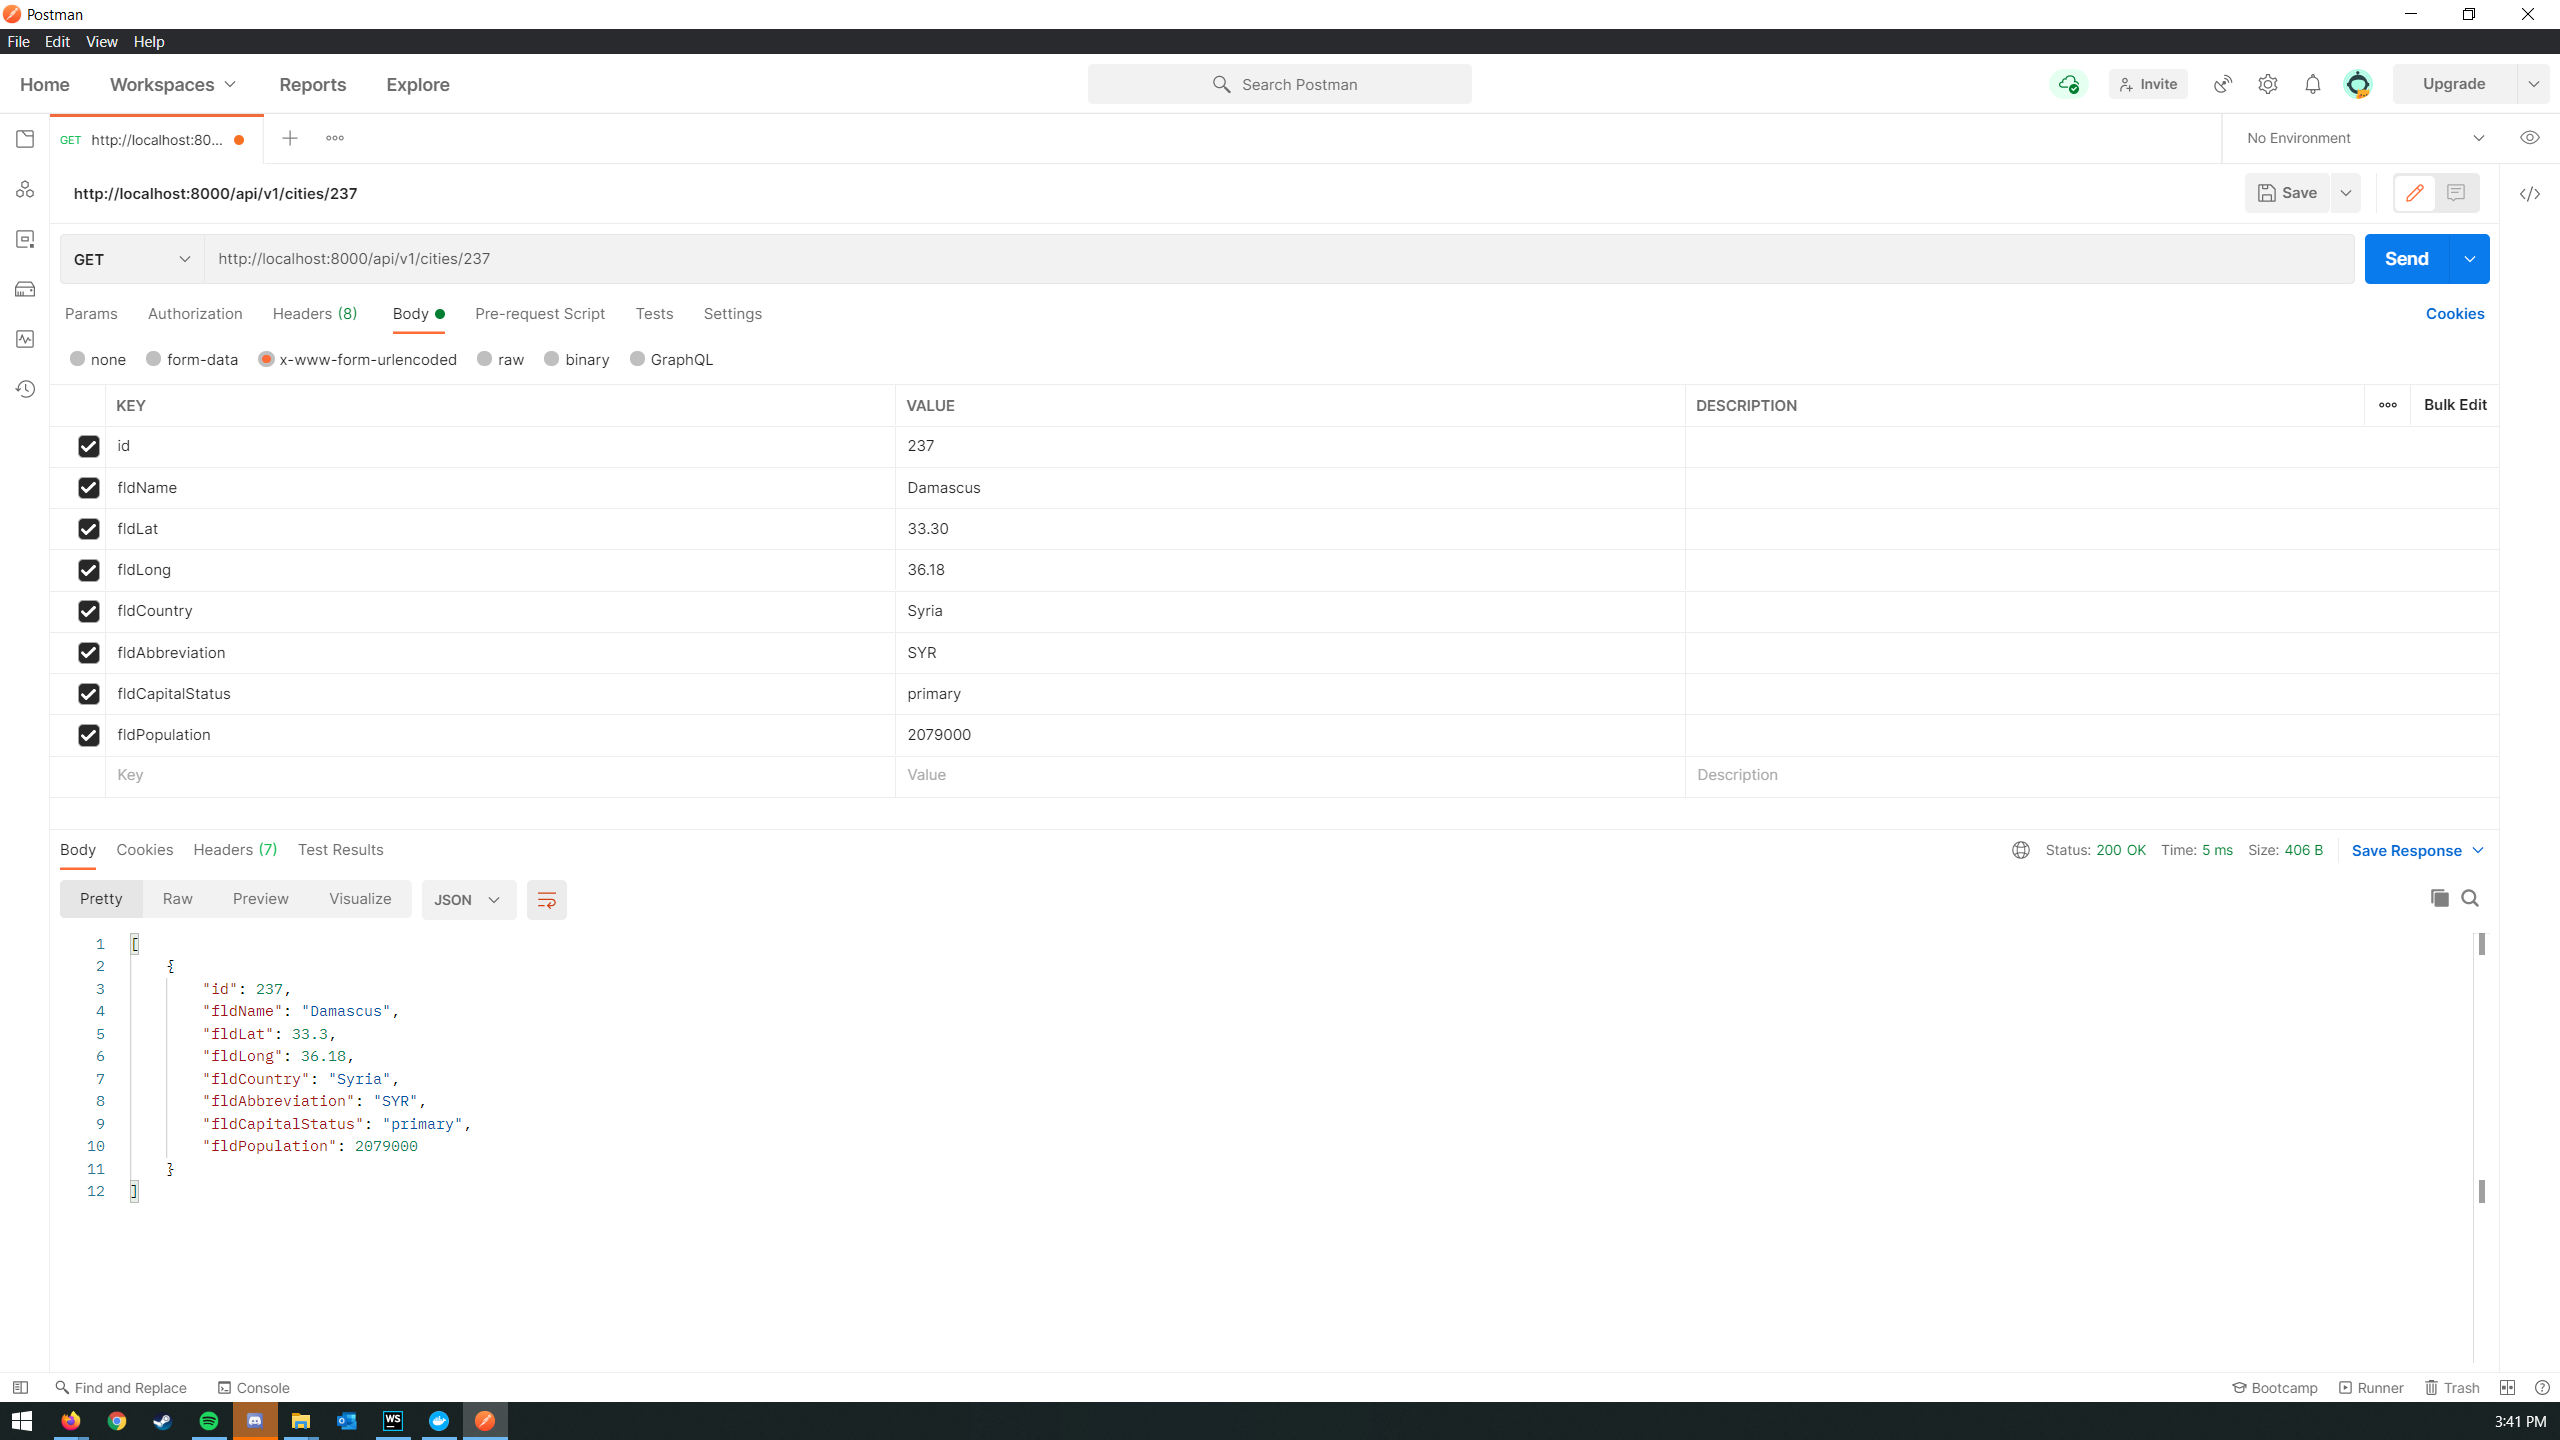 Postman
File Edit View Help
Home Workspaces Reports Explore Search Postman Invite Upgrade
GET http://localhost:80... No Environment
http://localhost:8000/api/v1/cities/237 Save
GET http://localhost:8000/api/v1/cities/237 Send
Params Authorization Headers (8) Body Pre-request Script Tests Settings Cookies
none form-data x-www-form-urlencoded raw binary GraphQL
KEY VALUE DESCRIPTION Bulk Edit
id 237
fldName Damascus
fldLat 33.30
fldLong 36.18
fldCountry Syria
fldAbbreviation SYR
fldCapitalStatus primary
fldPopulation 2079000
Key Value Description
Body Cookies Headers (7) Test Results Status: 200 OK Time: 5 ms Size: 406 B Save Response
Pretty Raw Preview Visualize JSON
1 [
2 {
3 "id": 237,
4 "fldName": "Damascus",
5 "fldLat": 33.3,
6 "fldLong": 36.18,
7 "fldCountry": "Syria",
8 "fldAbbreviation": "SYR",
9 "fldCapitalStatus": "primary",
10 "fldPopulation": 2079000
11 }
12 ]
Find and Replace Console Bootcamp Runner Trash
WS 3:41 PM